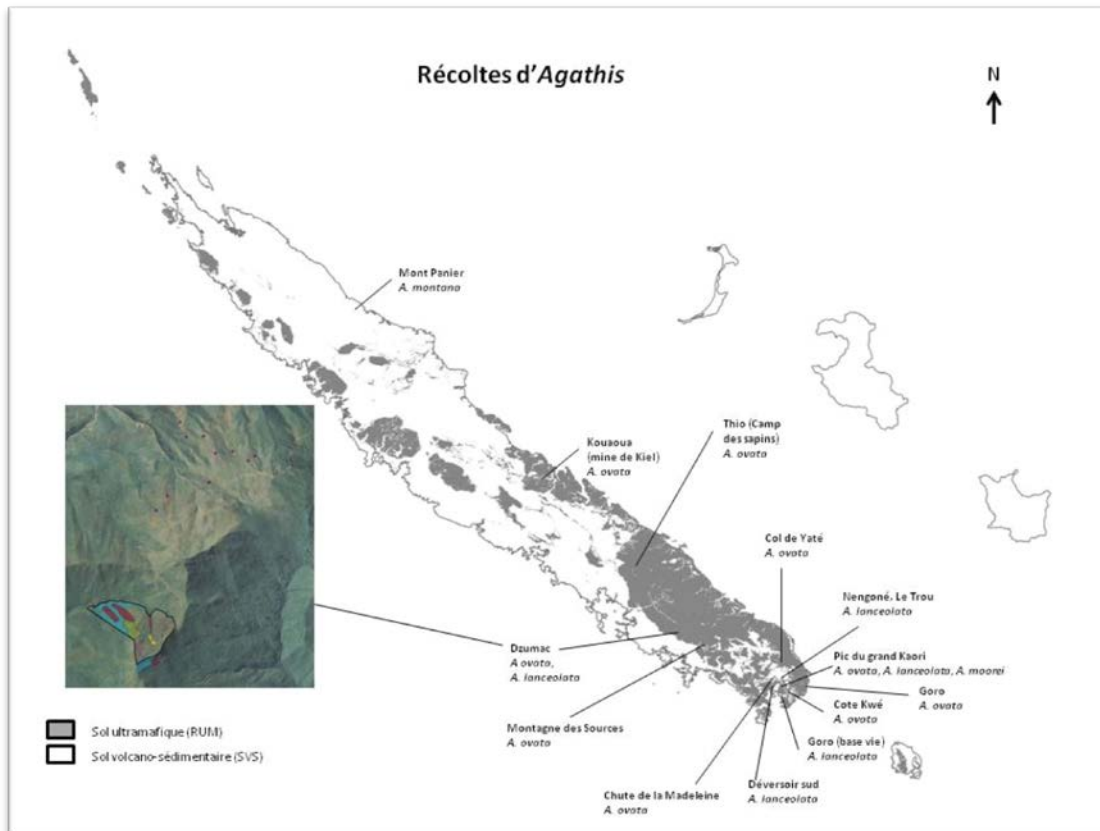 Récoltes d'Agathis
N
Mont Panier
A. montana
Kouaoua
(mine de Kiel)
A. ovata
Thio (Camp
des sapins)
A. ovata
Col de Yaté
A. ovata
Nengoné, Le Trou
A. lanceolata
Pic du grand Kaori
A. ovata, A. lanceolata, A. moorei
Goro
A. ovata
Cote Kwé
A. ovata
Goro (base vie)
A. lanceolata
Déversoir sud
A. lanceolata
Chute de la Madeleine
A. ovata
Montagne des Sources
A. ovata
Dzumac
A ovata,
A. lanceolata
Sol ultramafique (RUM)
Sol volcano-sédimentaire (SVS)